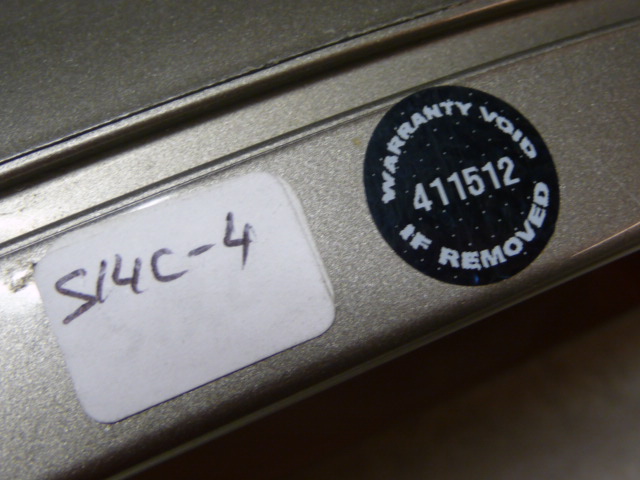 S14C-4
WARRANTY VOID
411512
IF REMOVED